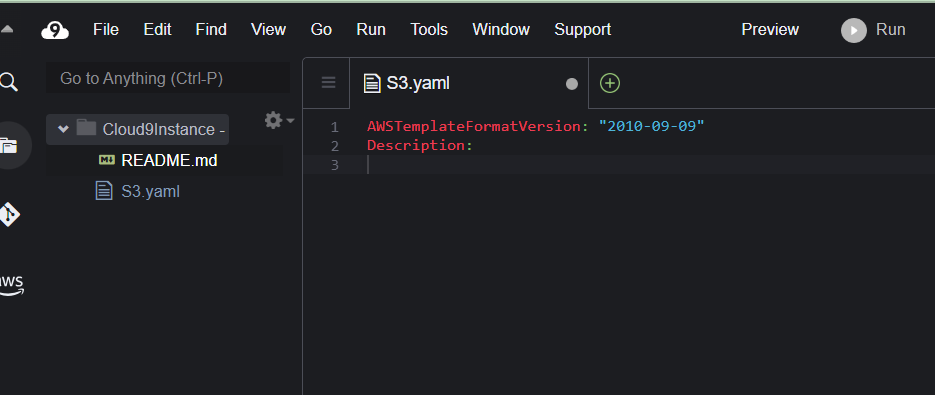 9 File Edit Find View Go Run Tools Window Support Preview Run
Go to Anything (Ctrl-P)
S3.yaml
Cloud9Instance -
README.md
S3.yaml
1 AWSTemplateFormatVersion: "2010-09-09"
2 Description:
3
aws